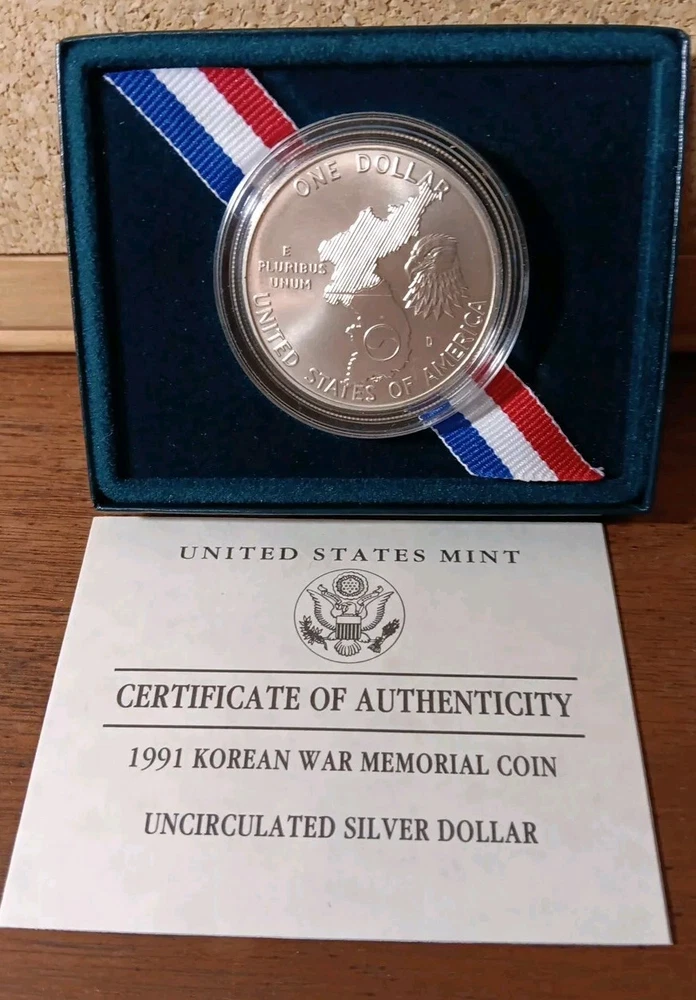 ONE DOLLAR
E
PLURIBUS
UNUM
D
UNITED STATES OF AMERICA
UNITED STATES MINT
CERTIFICATE OF AUTHENTICITY
1991 KOREAN WAR MEMORIAL COIN
UNCIRCULATED SILVER DOLLAR